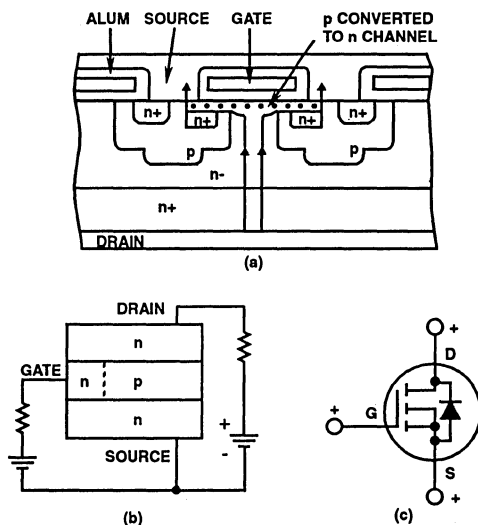 ALUM SOURCE GATE p CONVERTED
TO n CHANNEL
n+ n+ n+ n+
p p
n-
n+
DRAIN
(a)
DRAIN
n
GATE
n p
+
-
n
SOURCE
(b)
+
D
+ G
S
+
(c)